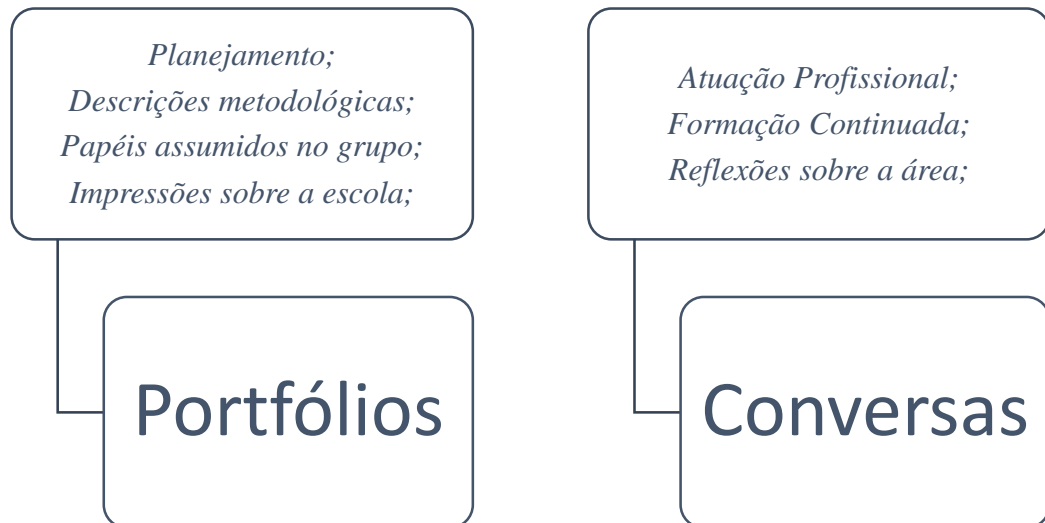 Planejamento;
Descrições metodológicas;
Papéis assumidos no grupo;
Impressões sobre a escola;
Portfólios
Atuação Profissional;
Formação Continuada;
Reflexões sobre a área;
Conversas